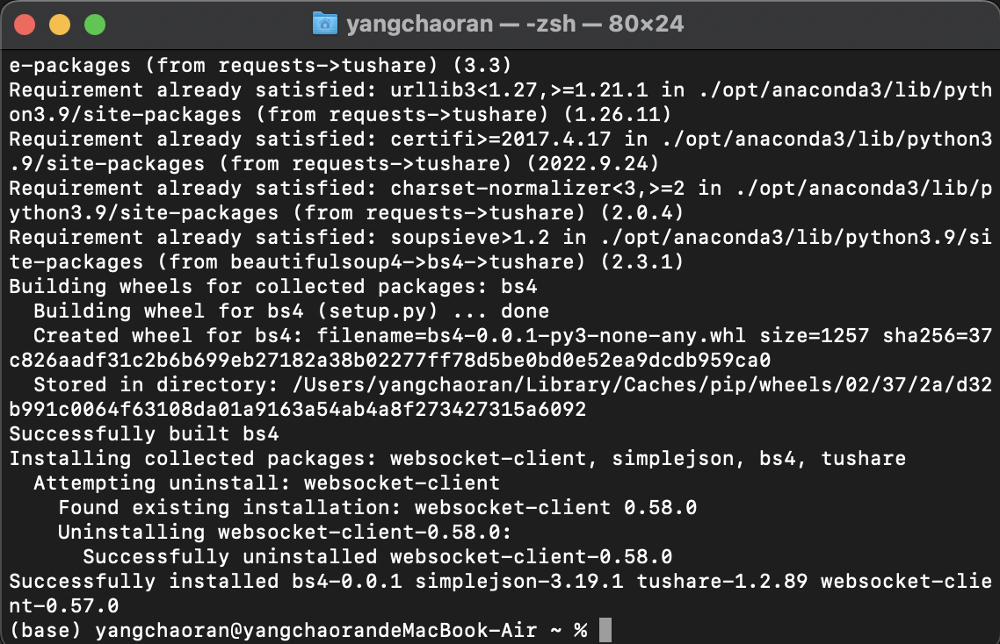 yangchaoran — -zsh — 80×24
e-packages (from requests->tushare) (3.3)
Requirement already satisfied: urllib3<1.27,>=1.21.1 in ./opt/anaconda3/lib/pyth
on3.9/site-packages (from requests->tushare) (1.26.11)
Requirement already satisfied: certifi>=2017.4.17 in ./opt/anaconda3/lib/python3
.9/site-packages (from requests->tushare) (2022.9.24)
Requirement already satisfied: charset-normalizer<3,>=2 in ./opt/anaconda3/lib/p
ython3.9/site-packages (from requests->tushare) (2.0.4)
Requirement already satisfied: soupsieve>1.2 in ./opt/anaconda3/lib/python3.9/si
te-packages (from beautifulsoup4->bs4->tushare) (2.3.1)
Building wheels for collected packages: bs4
  Building wheel for bs4 (setup.py) ... done
  Created wheel for bs4: filename=bs4-0.0.1-py3-none-any.whl size=1257 sha256=37
c826aadf31c2b6b699eb27182a38b02277ff78d5be0bd0e52ea9dcdb959ca0
  Stored in directory: /Users/yangchaoran/Library/Caches/pip/wheels/02/37/2a/d32
b991c0064f63108da01a9163a54ab4a8f273427315a6092
Successfully built bs4
Installing collected packages: websocket-client, simplejson, bs4, tushare
  Attempting uninstall: websocket-client
    Found existing installation: websocket-client 0.58.0
    Uninstalling websocket-client-0.58.0:
      Successfully uninstalled websocket-client-0.58.0
Successfully installed bs4-0.0.1 simplejson-3.19.1 tushare-1.2.89 websocket-clie
nt-0.57.0
(base) yangchaoran@yangchaorandeMacBook-Air ~ %